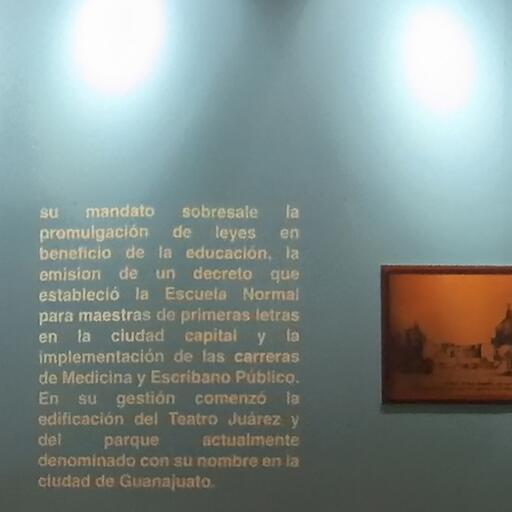 su mandato sobresale la
promulgación de leyes en
beneficio de la educación, la
emision de un decreto que
estableció la Escuela Normal
para maestras de primeras letras
en la ciudad capital y la
implementación de las carreras
de Medicina y Escribano Público.
En su gestión comenzó la
edificación del Teatro Juárez y
del parque actualmente
denominado con su nombre en la
ciudad de Guanajuato.